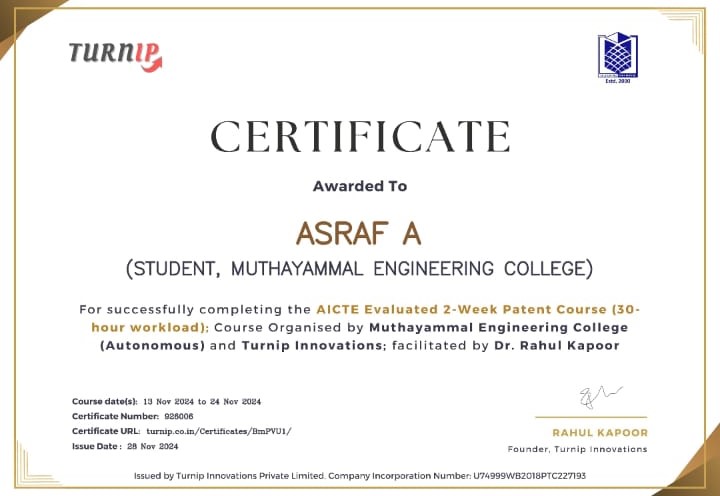 TURNIP
Estd. 2000
CERTIFICATE
Awarded To
ASRAF A
(STUDENT, MUTHAYAMMAL ENGINEERING COLLEGE)
For successfully completing the AICTE Evaluated 2-Week Patent Course (30-
hour workload); Course Organised by Muthayammal Engineering College
(Autonomous) and Turnip Innovations; facilitated by Dr. Rahul Kapoor
Course date(s): 13 Nov 2024 to 24 Nov 2024
Certificate Number: 926006
Certificate URL: turnip.co.in/Certificates/BmPVU1/
Issue Date : 28 Nov 2024
RAHUL KAPOOR
Founder, Turnip Innovations
Issued by Turnip Innovations Private Limited. Company Incorporation Number: U74999WB2018PTC227193